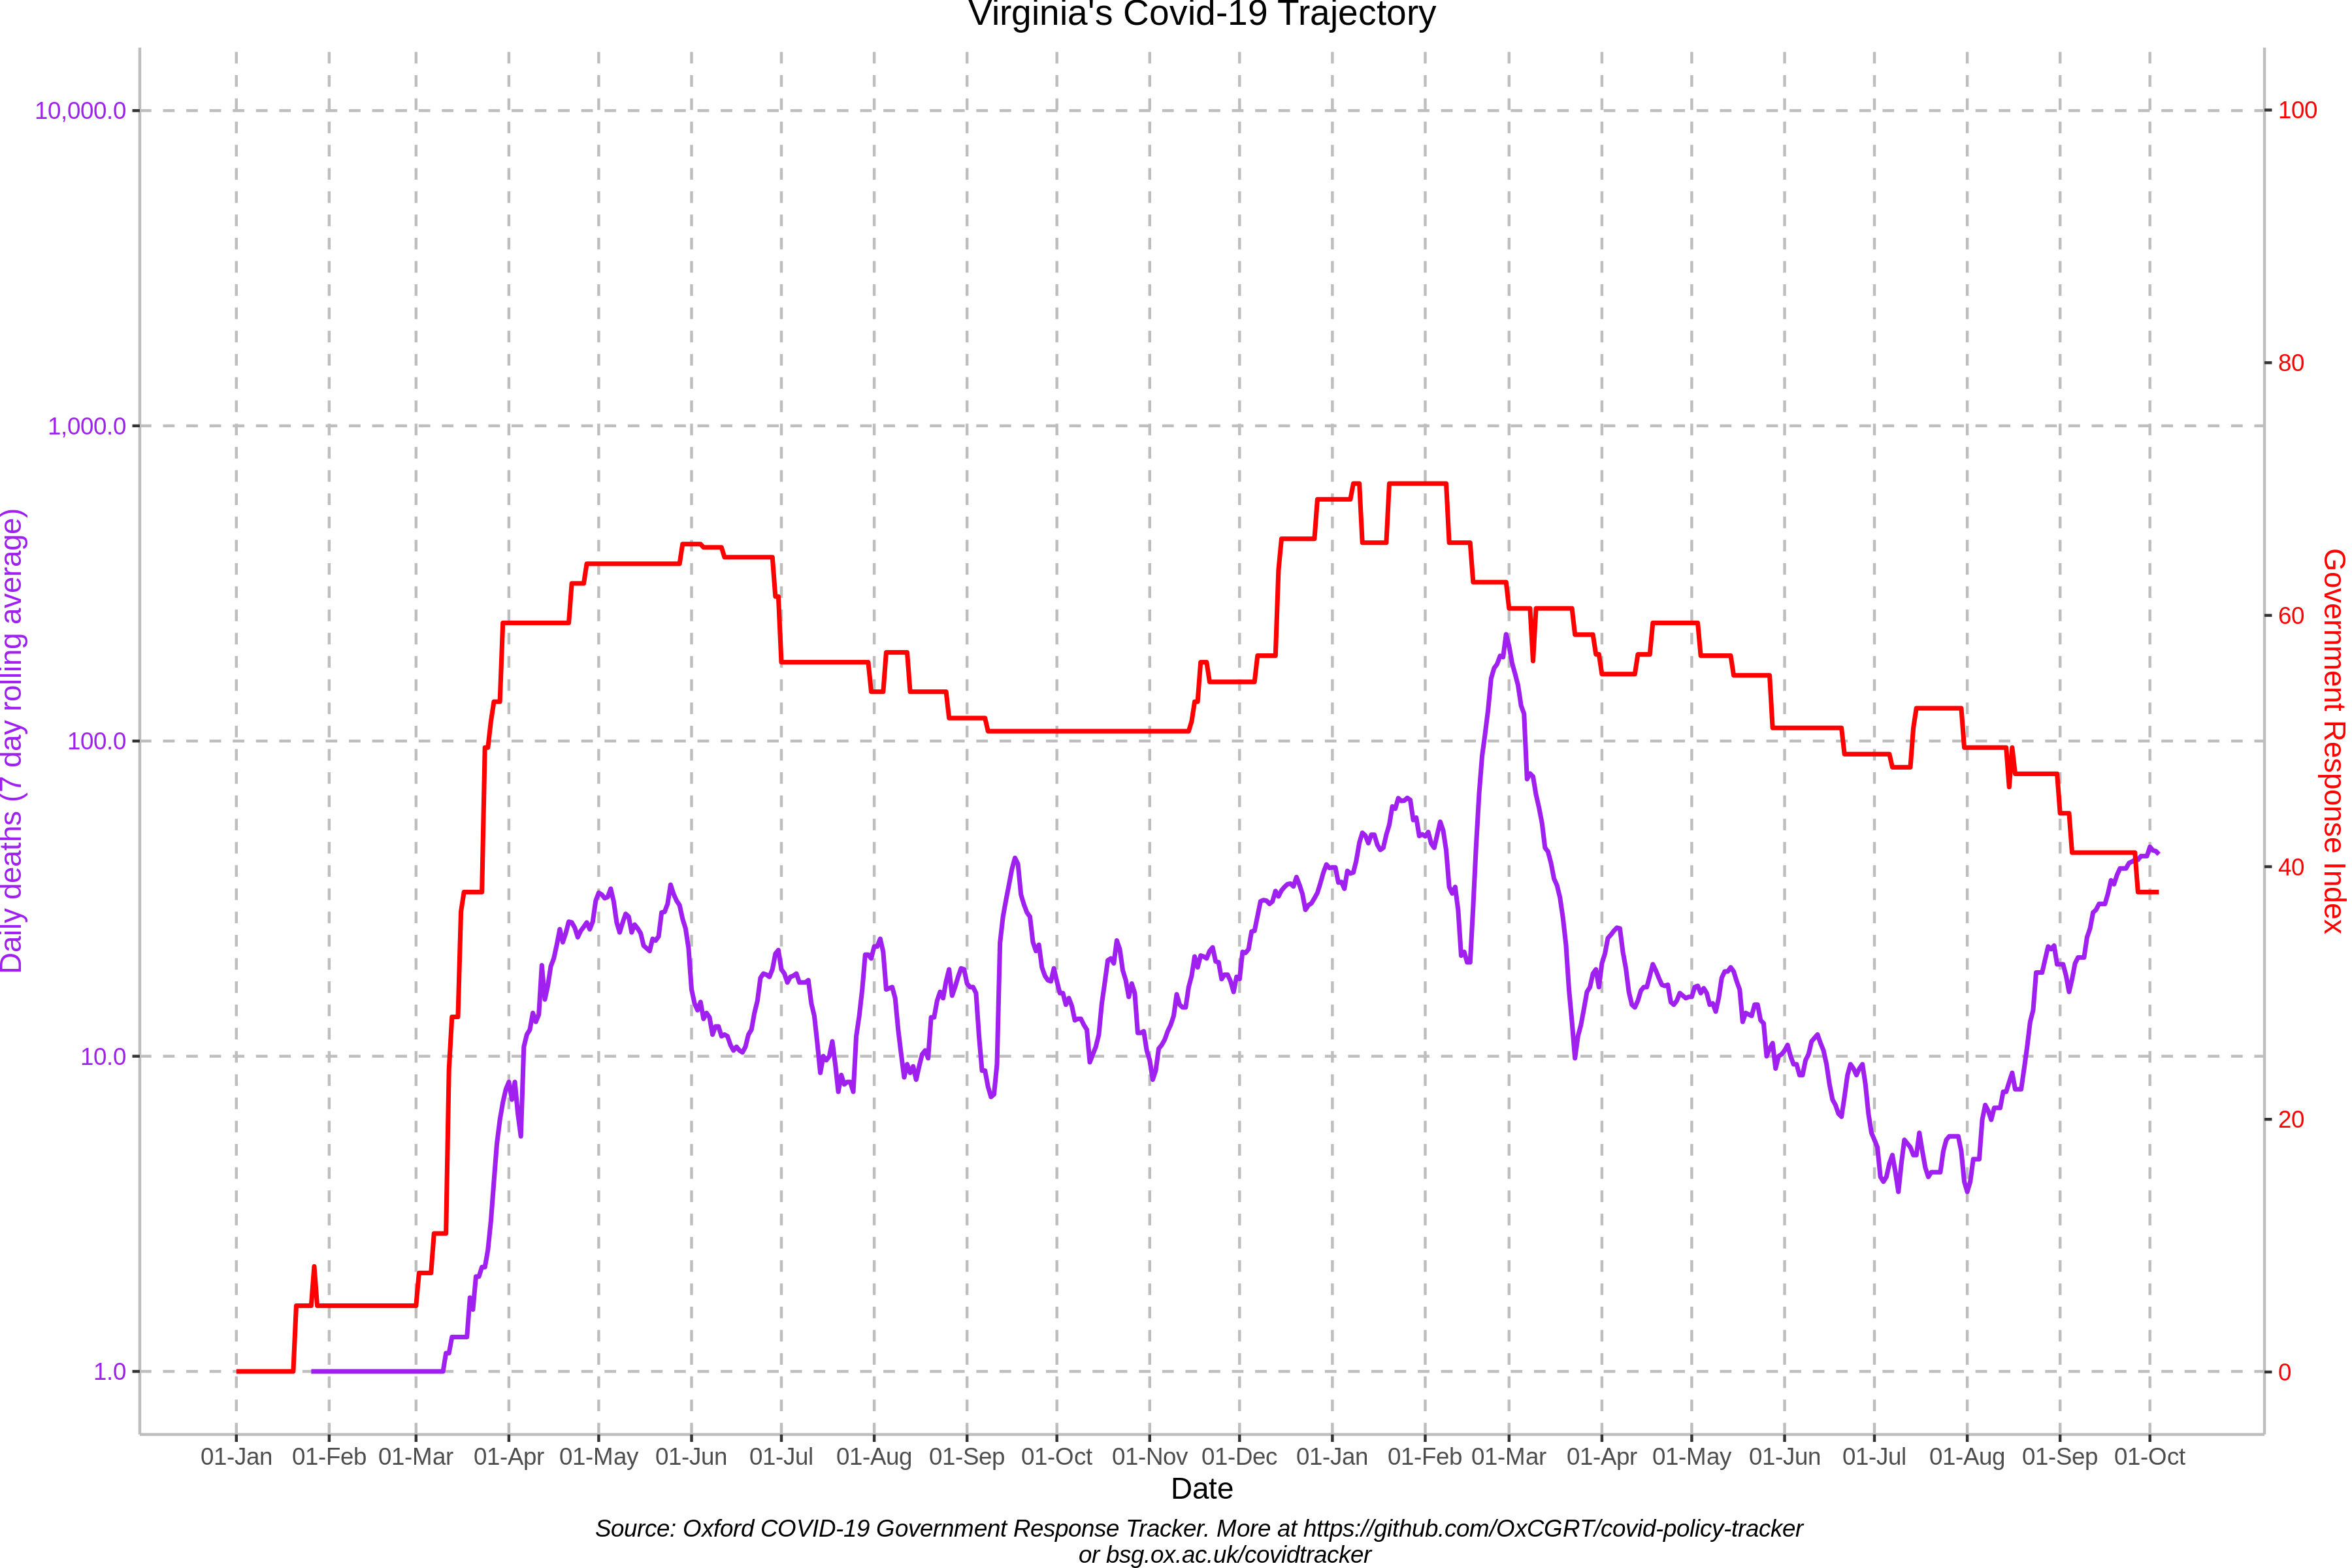 Virginia's Covid-19 Trajectory
10,000.0
1,000.0
100.0
10.0
1.0
Daily deaths (7 day rolling average)
100
80
60
40
20
0
Government Response Index
01-Jan 01-Feb 01-Mar 01-Apr 01-May 01-Jun 01-Jul 01-Aug 01-Sep 01-Oct 01-Nov 01-Dec 01-Jan 01-Feb 01-Mar 01-Apr 01-May 01-Jun 01-Jul 01-Aug 01-Sep 01-Oct
Date
Source: Oxford COVID-19 Government Response Tracker. More at https://github.com/OxCGRT/covid-policy-tracker
or bsg.ox.ac.uk/covidtracker